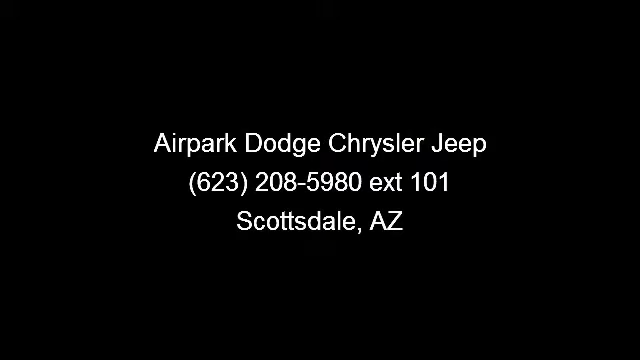 Airpark Dodge Chrysler Jeep
(623) 208-5980 ext 101
Scottsdale, AZ